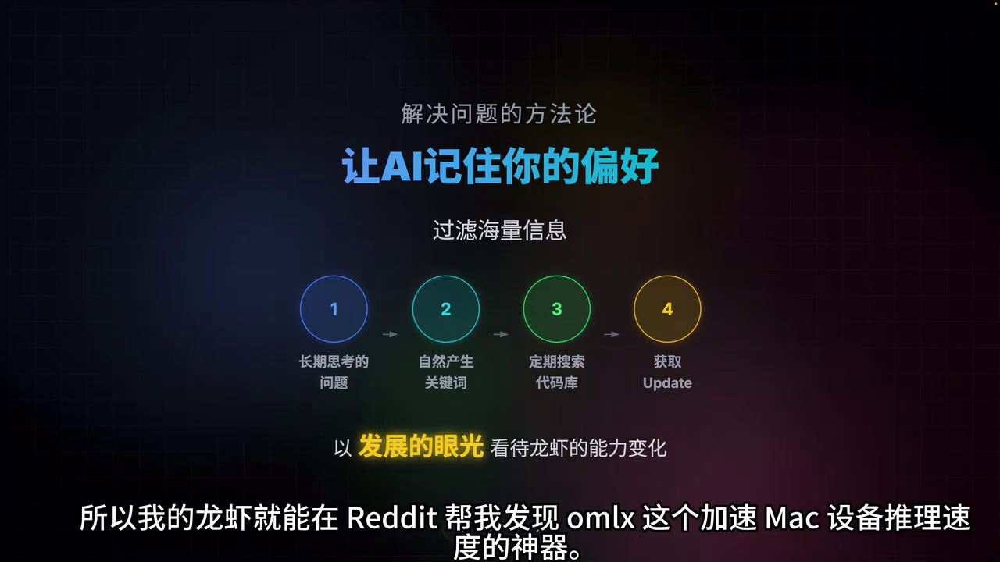 解决问题的方法论
让AI记住你的偏好
过滤海量信息
1
2
3
4
长期思考的
问题
自然产生
关键词
定期搜索
代码库
获取
Update
以 发展的眼光 看待龙虾的能力变化
所以我的龙虾就能在 Reddit 帮我发现 omlx 这个加速 Mac 设备推理速
度的神器。